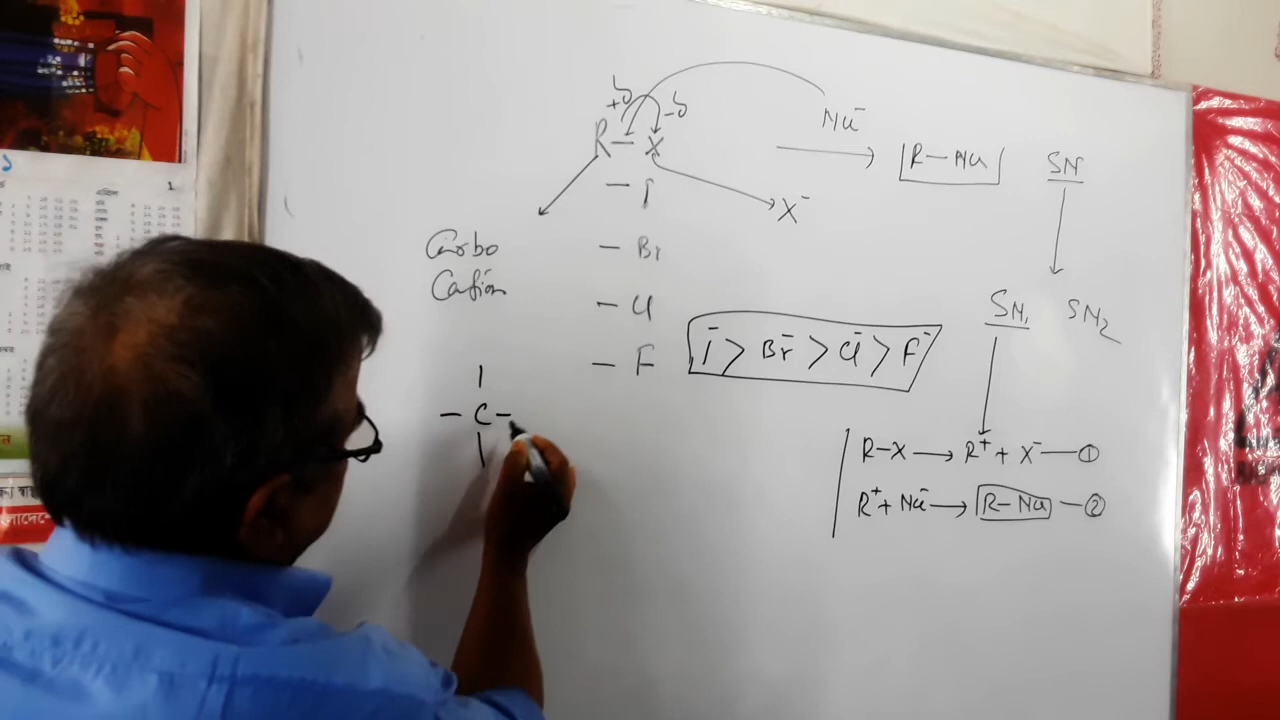 +δ -δ
Nu⁻
R–X → R–Nu SN
– I X⁻
Carbo – Br
Cation
– Cl SN₁ SN₂
– F I⁻ > Br⁻ > Cl⁻ > F⁻
– C –
R–X → R⁺ + X⁻ — ①
R⁺ + Nu⁻ → R–Nu — ②